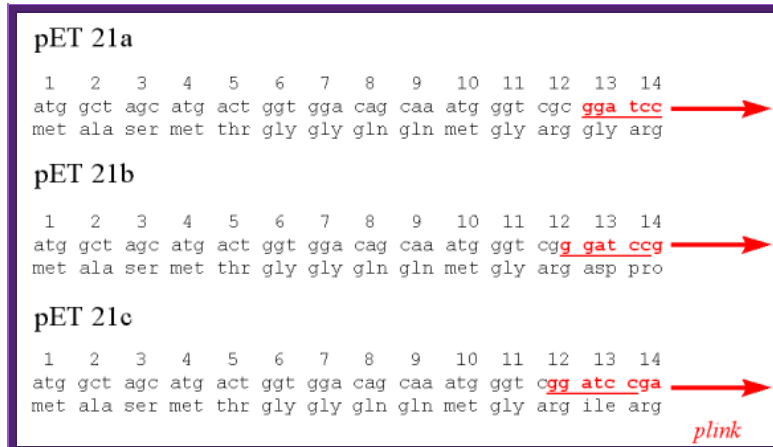 pET 21a
1 2 3 4 5 6 7 8 9 10 11 12 13 14
atg gct agc atg act ggt gga cag caa atg ggt cgc gga tcc
met ala ser met thr gly gly gln gln met gly arg gly arg
pET 21b
1 2 3 4 5 6 7 8 9 10 11 12 13 14
atg gct agc atg act ggt gga cag caa atg ggt cgg gat ccg
met ala ser met thr gly gly gln gln met gly arg asp pro
pET 21c
1 2 3 4 5 6 7 8 9 10 11 12 13 14
atg gct agc atg act ggt gga cag caa atg ggt cgg atc cga
met ala ser met thr gly gly gln gln met gly arg ile arg
plink